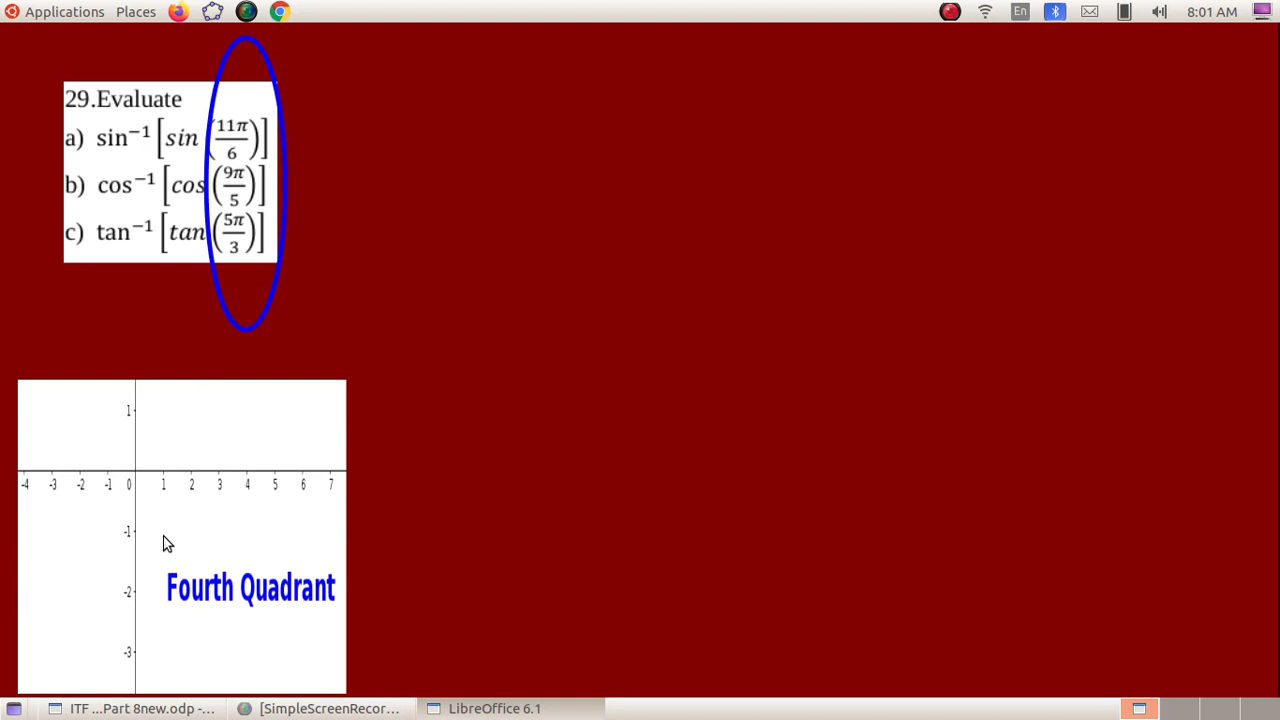 Applications Places En 8:01 AM
29.Evaluate
a) sin⁻¹ [sin (11π/6)]
b) cos⁻¹ [cos (9π/5)]
c) tan⁻¹ [tan (5π/3)]
1
-4 -3 -2 -1 0 1 2 3 4 5 6 7
-1
-2 Fourth Quadrant
-3
ITF ...Part 8new.odp -... [SimpleScreenRecor... LibreOffice 6.1